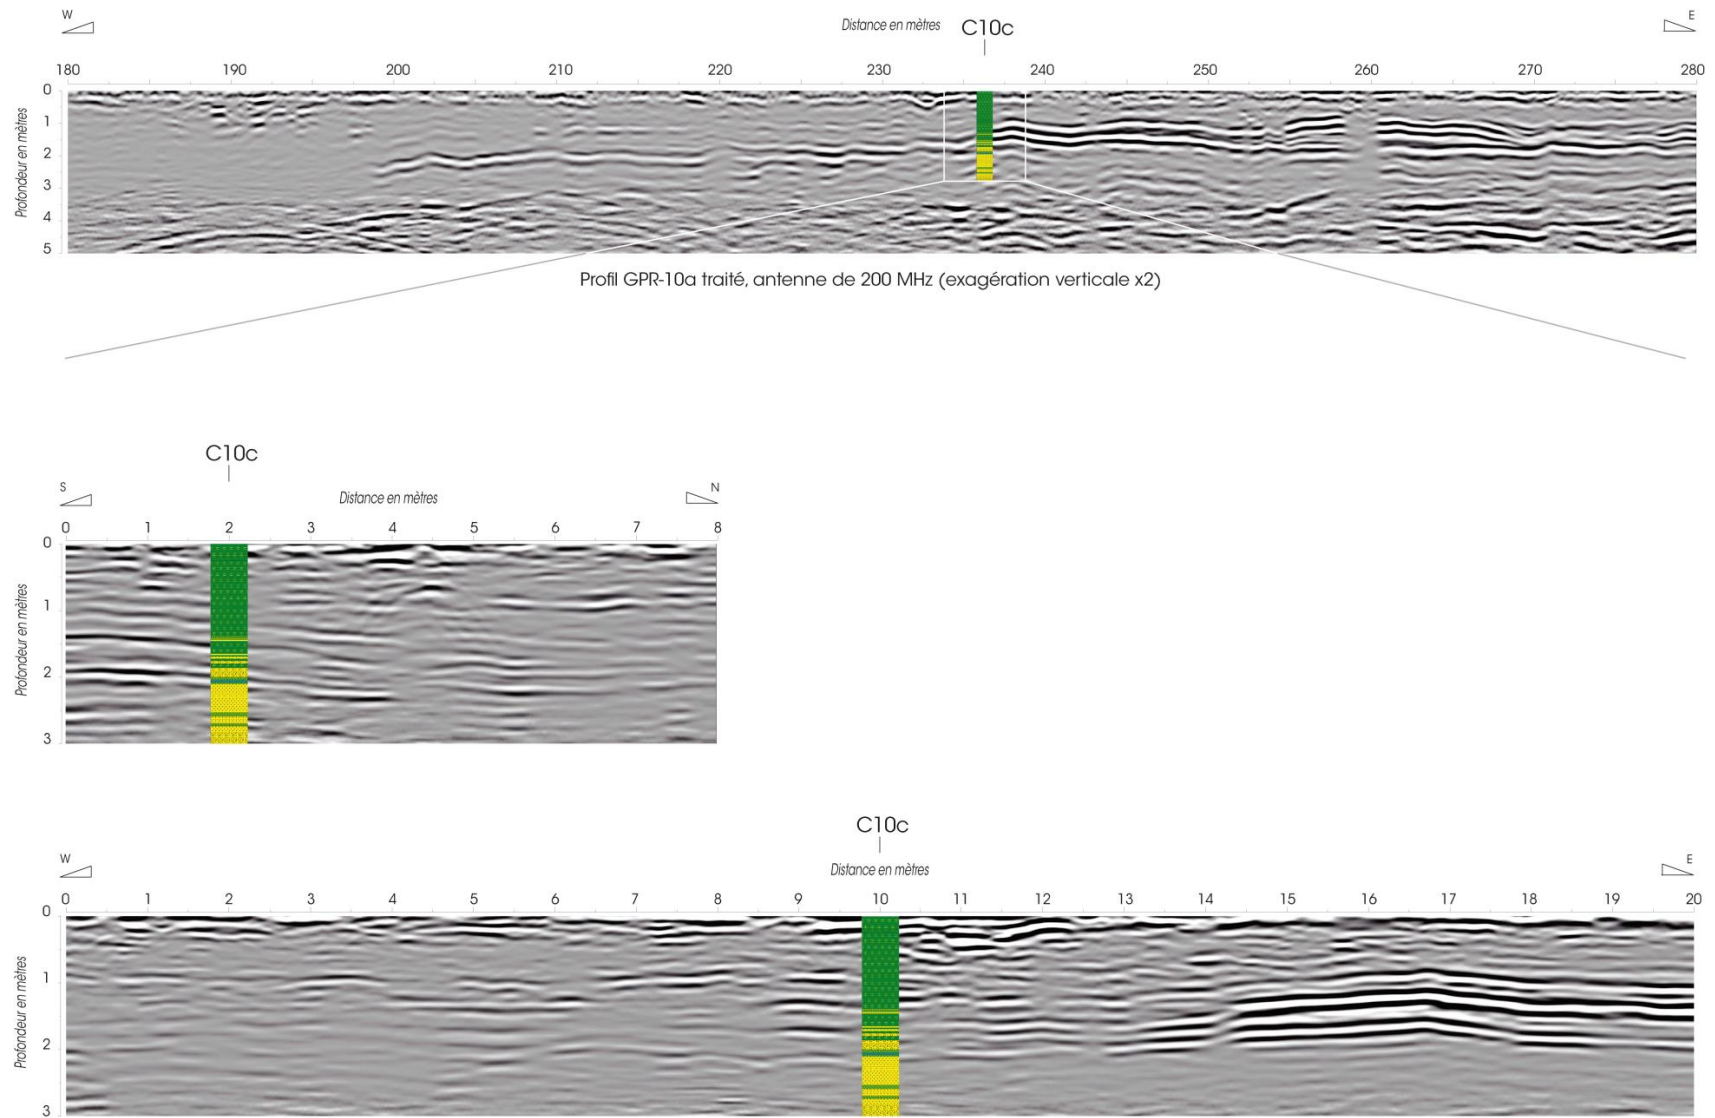 W Distance en mètres C10c E
180 190 200 210 220 230 240 250 260 270 280
Profondeur en mètres
0
1
2
3
4
5
Profil GPR-10a traité, antenne de 200 MHz (exagération verticale x2)
C10c
S Distance en mètres N
0 1 2 3 4 5 6 7 8
Profondeur en mètres
0
1
2
3
C10c
W Distance en mètres E
0 1 2 3 4 5 6 7 8 9 10 11 12 13 14 15 16 17 18 19 20
Profondeur en mètres
0
1
2
3